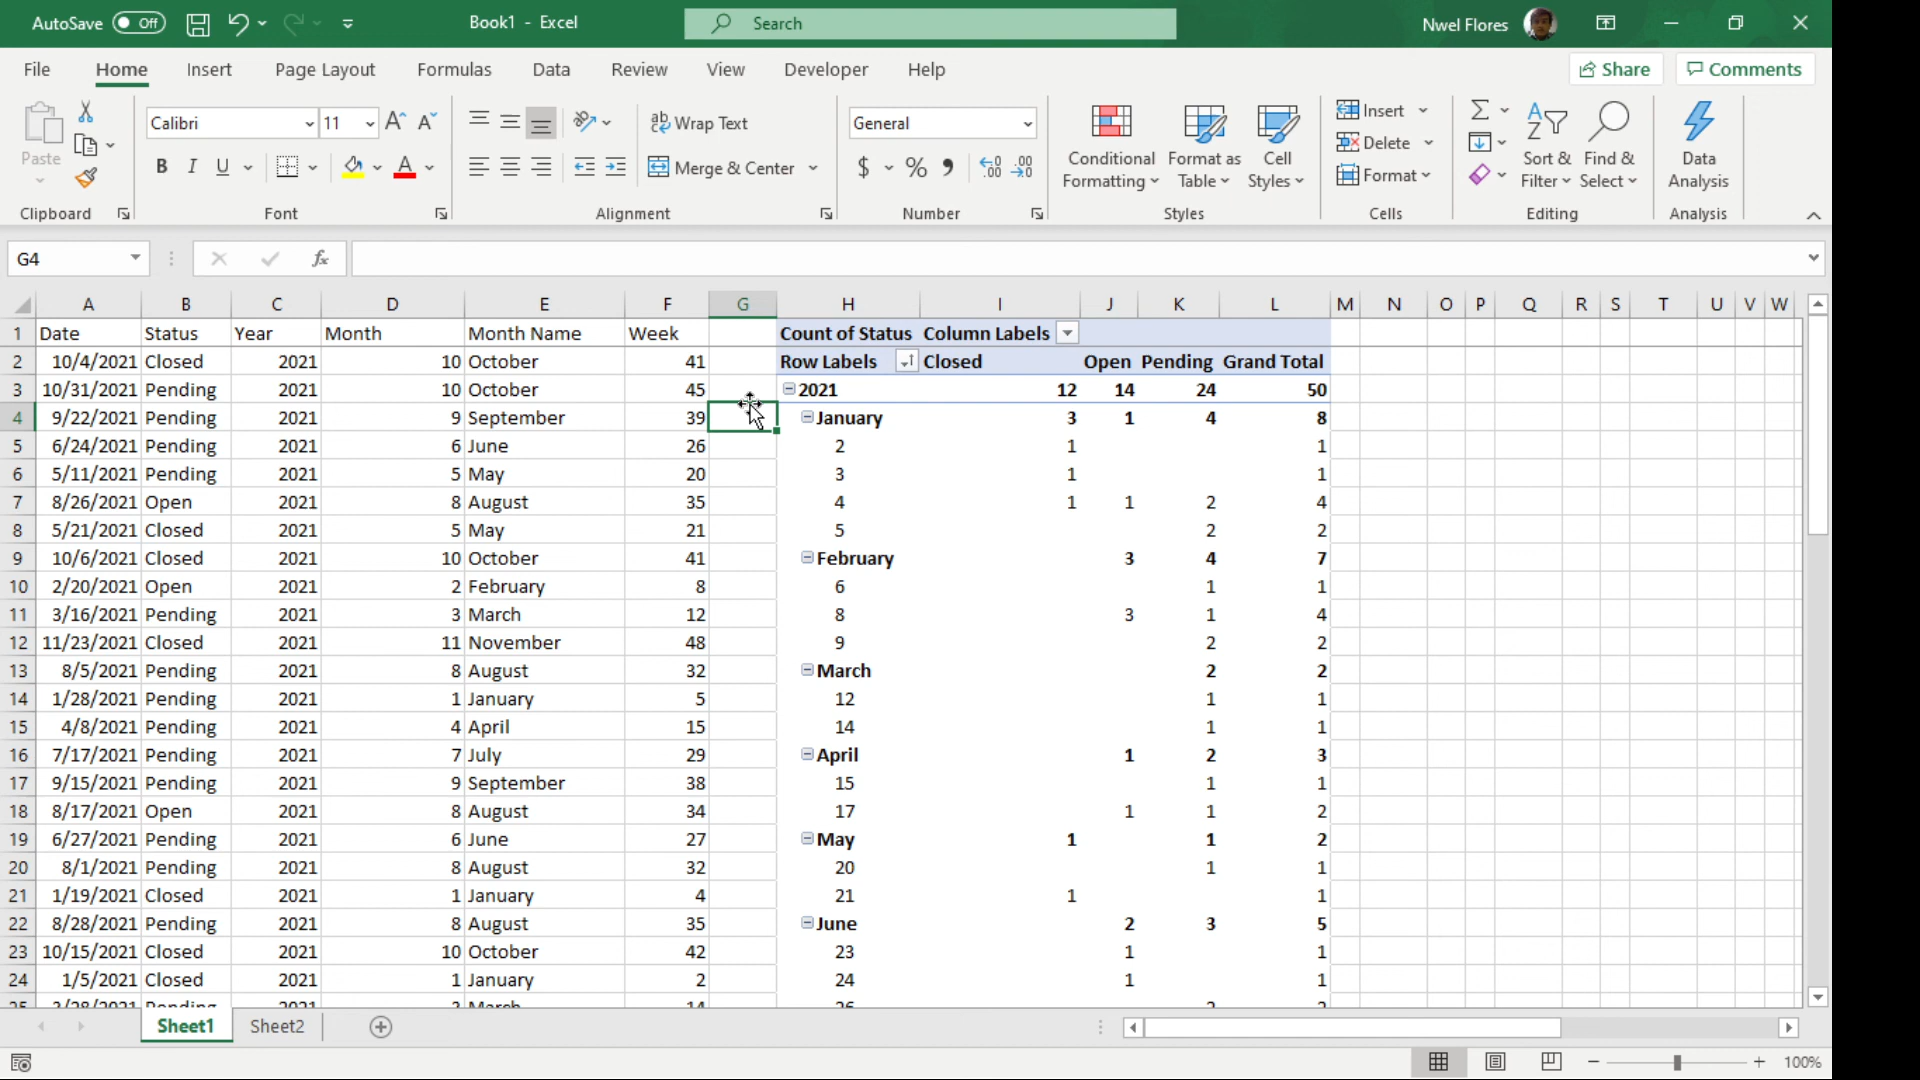 AutoSave Off Book1 - Excel Search Nwel Flores
File Home Insert Page Layout Formulas Data Review View Developer Help Share Comments
Paste Calibri 11 Wrap Text General Conditional Formatting Format as Table Cell Styles Insert Sort & Filter Find & Select Data Analysis
B I U A Merge & Center $ % Delete
Format
Clipboard Font Alignment Number Styles Cells Editing Analysis
G4 fx
A B C D E F G H I J K L M N O P Q R S T U V W
1 Date Status Year Month Month Name Week Count of Status Column Labels
2 10/4/2021 Closed 2021 10 October 41 Row Labels Closed Open Pending Grand Total
3 10/31/2021 Pending 2021 10 October 45 2021 12 14 24 50
4 9/22/2021 Pending 2021 9 September 39 January 3 1 4 8
5 6/24/2021 Pending 2021 6 June 26 2 1 1
6 5/11/2021 Pending 2021 5 May 20 3 1 1
7 8/26/2021 Open 2021 8 August 35 4 1 1 2 4
8 5/21/2021 Closed 2021 5 May 21 5 2 2
9 10/6/2021 Closed 2021 10 October 41 February 3 4 7
10 2/20/2021 Open 2021 2 February 8 6 1 1
11 3/16/2021 Pending 2021 3 March 12 8 3 1 4
12 11/23/2021 Closed 2021 11 November 48 9 2 2
13 8/5/2021 Pending 2021 8 August 32 March 2 2
14 1/28/2021 Pending 2021 1 January 5 12 1 1
15 4/8/2021 Pending 2021 4 April 15 14 1 1
16 7/17/2021 Pending 2021 7 July 29 April 1 2 3
17 9/15/2021 Pending 2021 9 September 38 15 1 1
18 8/17/2021 Open 2021 8 August 34 17 1 1 2
19 6/27/2021 Pending 2021 6 June 27 May 1 1 2
20 8/1/2021 Pending 2021 8 August 32 20 1 1
21 1/19/2021 Closed 2021 1 January 4 21 1 1
22 8/28/2021 Pending 2021 8 August 35 June 2 3 5
23 10/15/2021 Closed 2021 10 October 42 23 1 1
24 1/5/2021 Closed 2021 1 January 2 24 1 1
Sheet1 Sheet2
100%